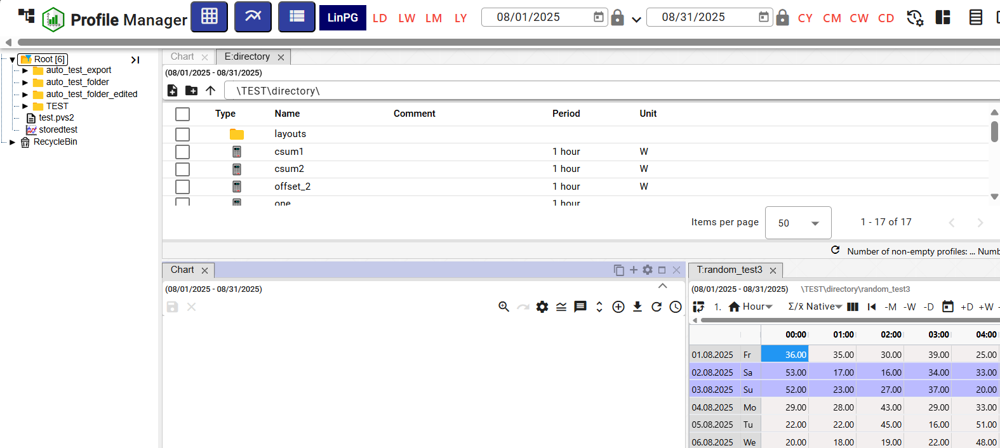 Profile Manager LinPG LD LW LM LY 08/01/2025 08/31/2025 CY CM CW CD
Root [6]
auto_test_export
auto_test_folder
auto_test_folder_edited
TEST
test.pvs2
storedtest
RecycleBin
Chart E:directory
(08/01/2025 - 08/31/2025)
\TEST\directory\
Type Name Comment Period Unit
layouts
csum1 1 hour W
csum2 1 hour W
offset_2 1 hour W
one 1 hour
Items per page 50 1 - 17 of 17
Number of non-empty profiles: ... Numb
Chart
(08/01/2025 - 08/31/2025)
T:random_test3
(08/01/2025 - 08/31/2025) \TEST\directory\random_test3
1. Hour Σ/x̄ Native -M -W -D +D +W -
00:00 01:00 02:00 03:00 04:00
01.08.2025 Fr 36.00 35.00 30.00 39.00 25.00
02.08.2025 Sa 53.00 17.00 16.00 34.00 33.00
03.08.2025 Su 52.00 23.00 27.00 37.00 20.00
04.08.2025 Mo 29.00 28.00 43.00 29.00 33.00
05.08.2025 Tu 22.00 22.00 45.00 16.00 51.00
06.08.2025 We 20.00 18.00 19.00 22.00 48.00